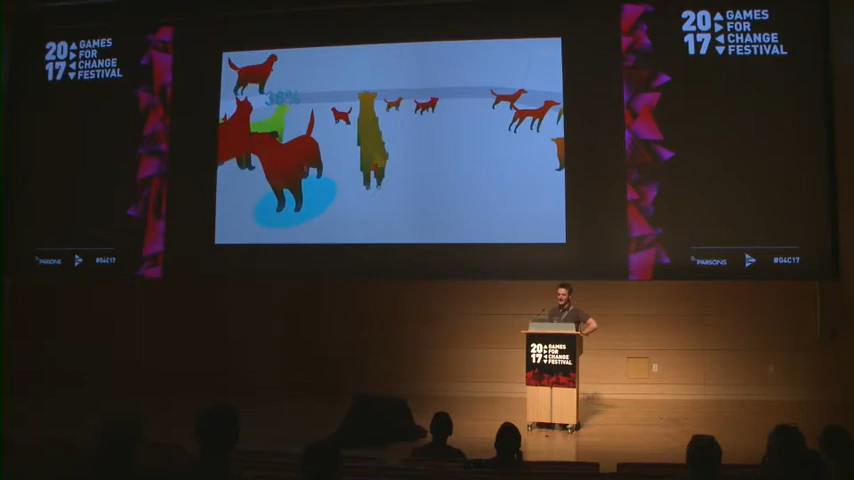 20 GAMES
FOR
17 CHANGE
FESTIVAL
36%
20 GAMES
FOR
17 CHANGE
FESTIVAL
PARSONS
#G4C17
PARSONS
#G4C17
20 GAMES
FOR
17 CHANGE
FESTIVAL